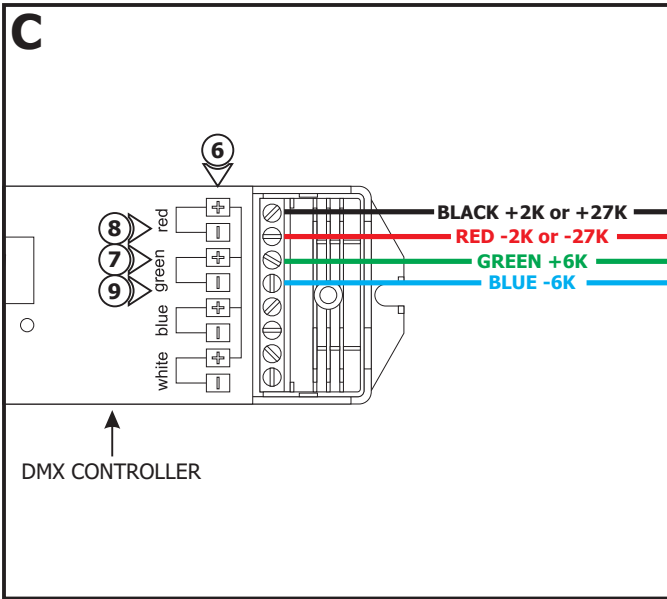 C
6
8
7
9
red
+
−
green
+
−
blue
+
−
white
+
−
BLACK +2K or +27K
RED -2K or -27K
GREEN +6K
BLUE -6K
DMX CONTROLLER